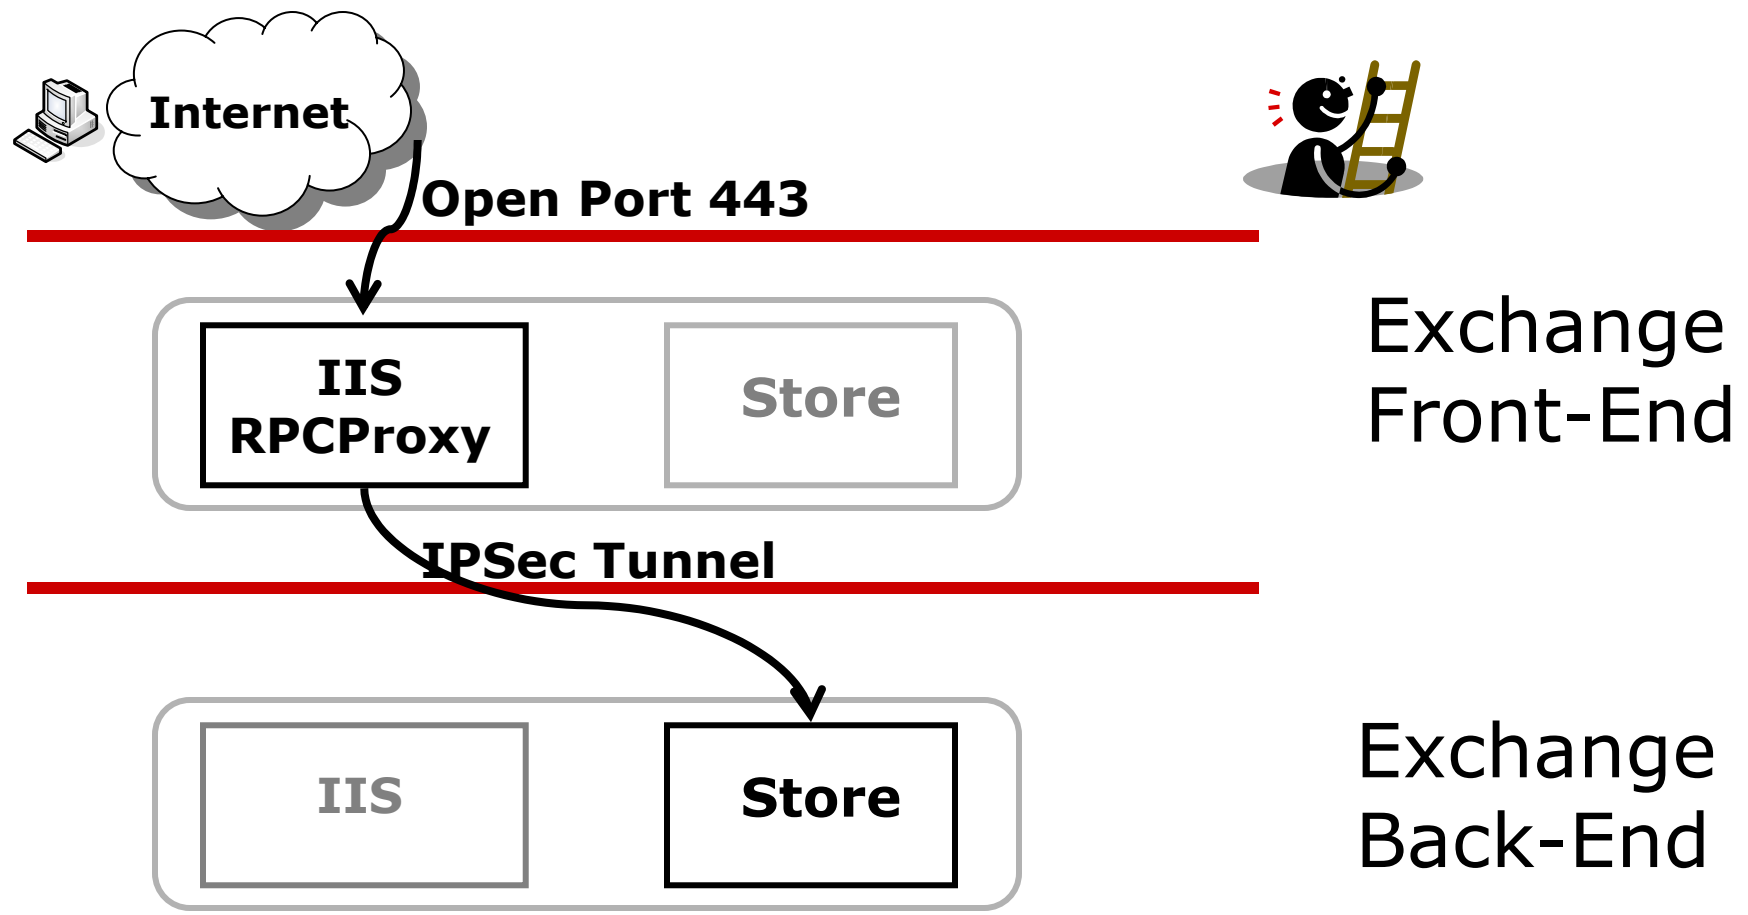 Internet
Open Port 443
IIS
RPCProxy
Store
Exchange
Front-End
IPSec Tunnel
IIS
Store
Exchange
Back-End